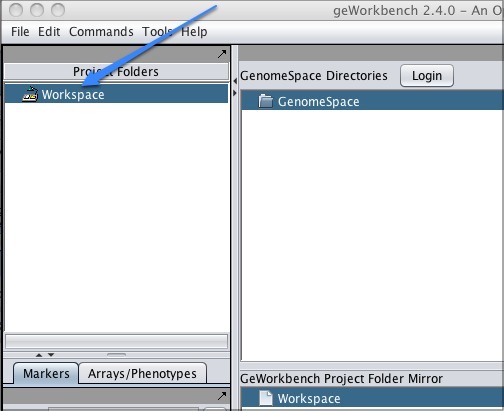 geWorkbench 2.4.0 – An O
File Edit Commands Tools Help
Project Folders
Workspace
GenomeSpace Directories Login
GenomeSpace
Markers Arrays/Phenotypes
GeWorkbench Project Folder Mirror
Workspace